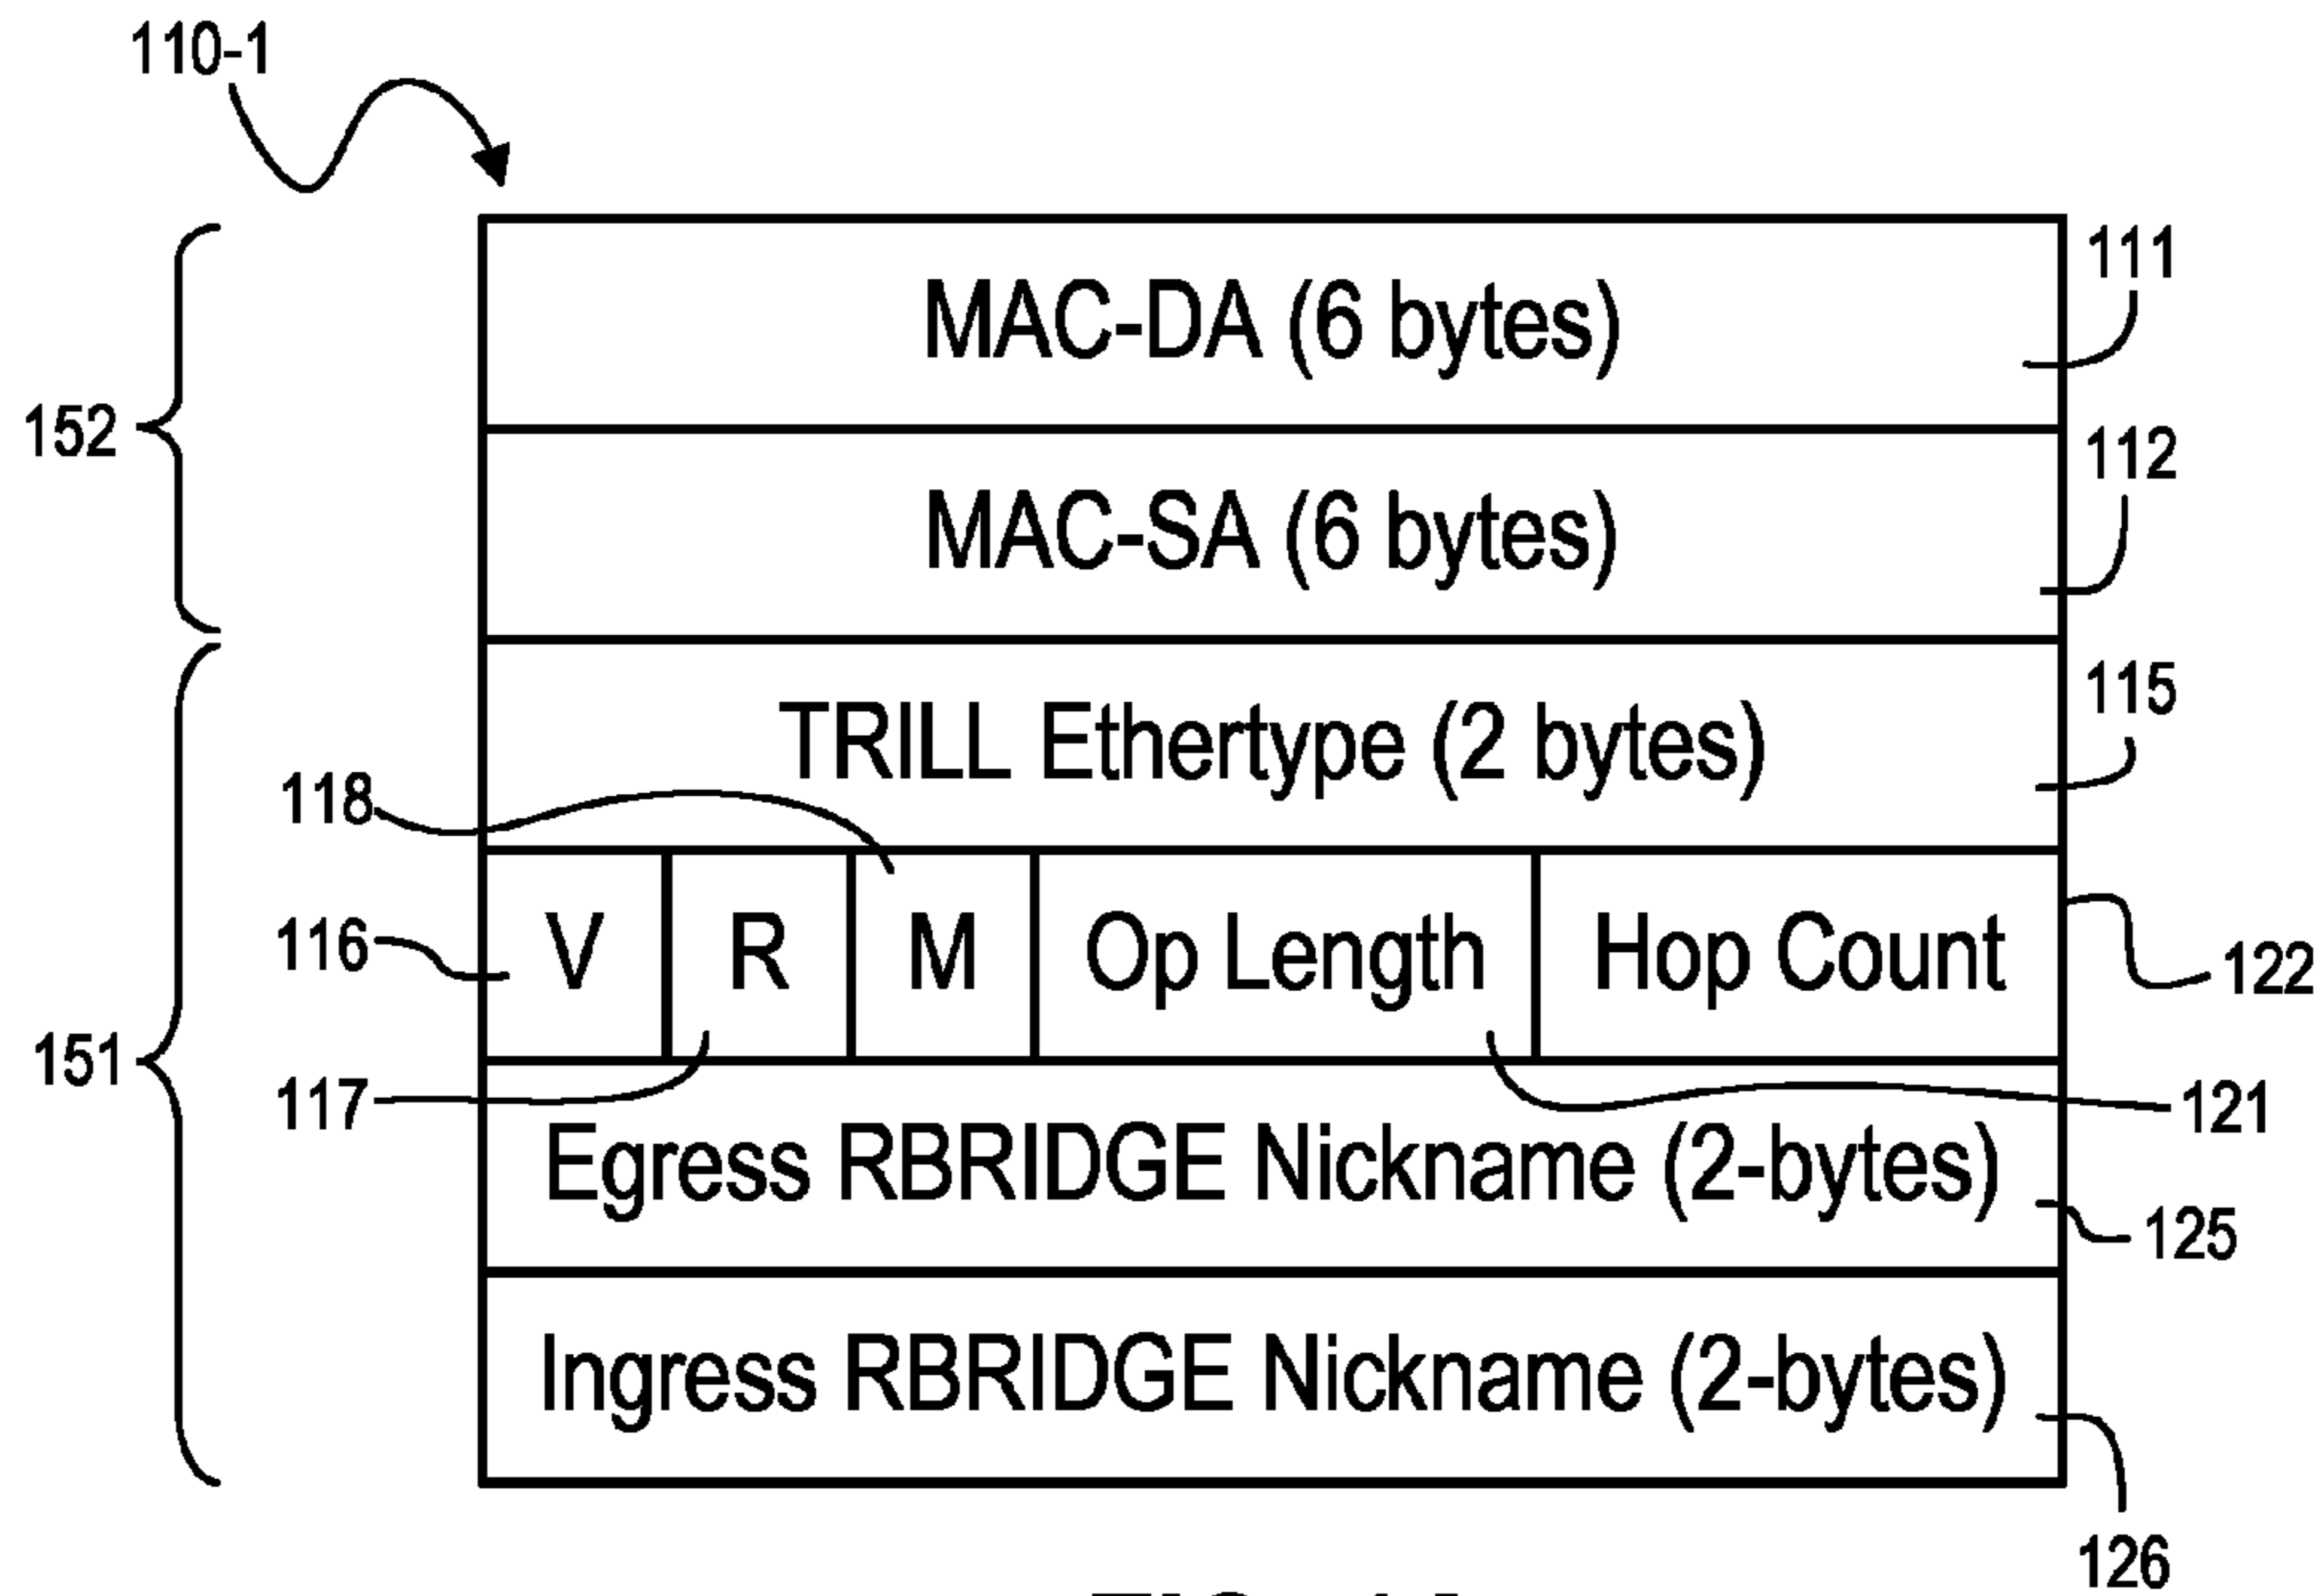 110-1
MAC-DA (6 bytes)
111
152
MAC-SA (6 bytes)
112
TRILL Ethertype (2 bytes)
115
118
116
V R M Op Length Hop Count
122
151
117
121
Egress RBRIDGE Nickname (2-bytes)
125
Ingress RBRIDGE Nickname (2-bytes)
126